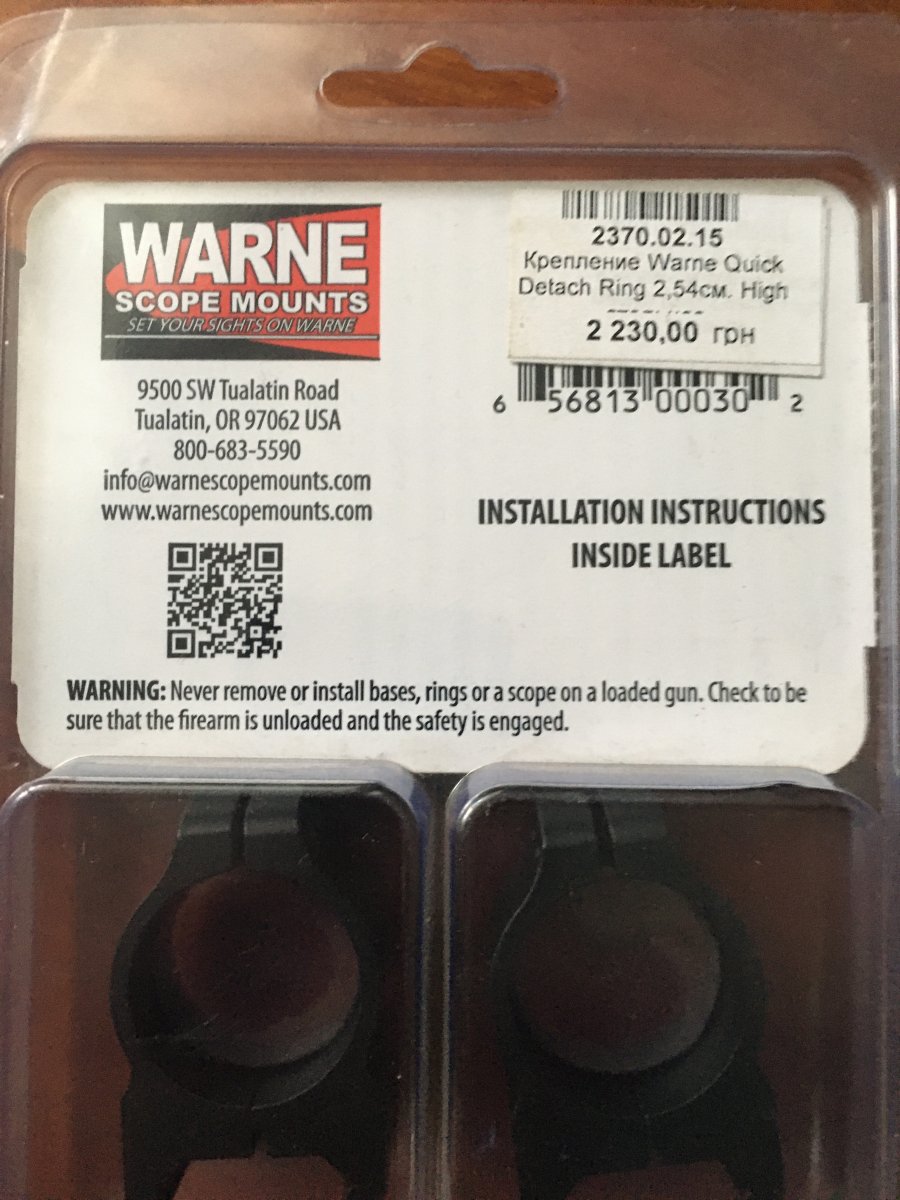 WARNE
SCOPE MOUNTS
SET YOUR SIGHTS ON WARNE
9500 SW Tualatin Road
Tualatin, OR 97062 USA
800-683-5590
info@warnescopemounts.com
www.warnescopemounts.com
2370.02.15
Крепление Warne Quick
Detach Ring 2,54см. High
2 230,00 грн
6 56813 00030 2
INSTALLATION INSTRUCTIONS
INSIDE LABEL
WARNING: Never remove or install bases, rings or a scope on a loaded gun. Check to be
sure that the firearm is unloaded and the safety is engaged.